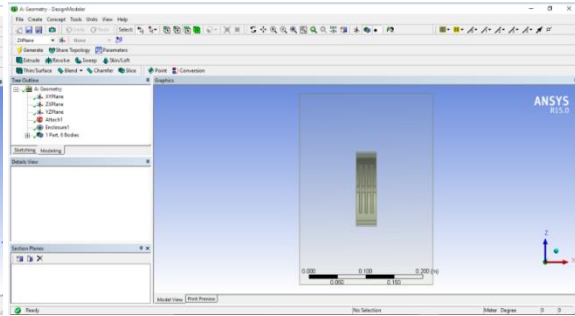 A: Geometry - DesignModeler
File Create Concept Tools Units View Help
Undo Redo Select:
ZXPlane None
Generate Share Topology Parameters
Extrude Revolve Sweep Skin/Loft
Thin/Surface Blend Chamfer Slice Point Conversion
Tree Outline
Graphics
A: Geometry
XYPlane
ZXPlane
YZPlane
Attach1
Enclosure1
1 Part, 6 Bodies
ANSYS
R15.0
Sketching Modeling
Details View
Section Planes
Z
X
0.000 0.100 0.200 (m)
0.050 0.150
Model View Print Preview
Ready
No Selection
Meter Degree 0 0